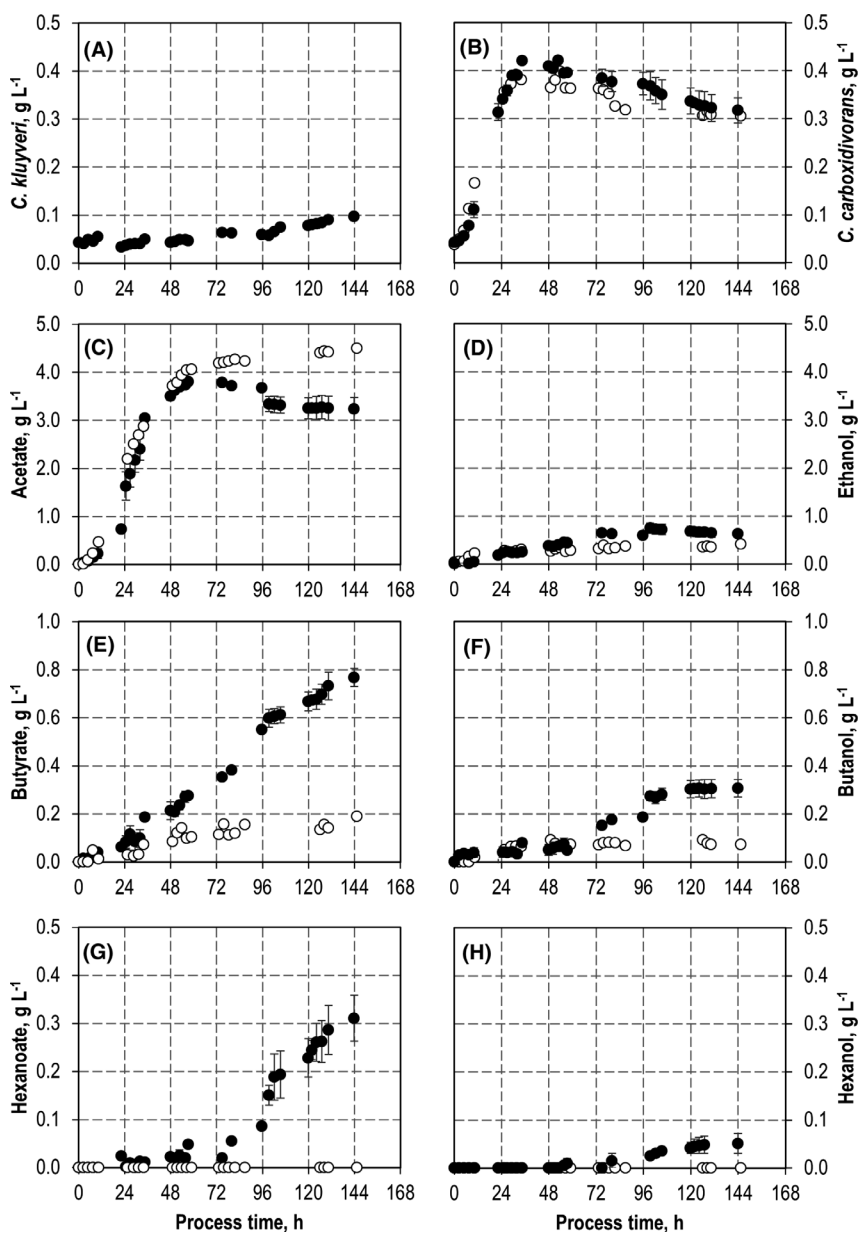 (A)
C. kluyveri, g L-1
0.5
0.4
0.3
0.2
0.1
0.0
0 24 48 72 96 120 144 168
(B)
C. carboxidivorans, g L-1
0.5
0.4
0.3
0.2
0.1
0.0
0 24 48 72 96 120 144 168
(C)
Acetate, g L-1
5.0
4.0
3.0
2.0
1.0
0.0
0 24 48 72 96 120 144 168
(D)
Ethanol, g L-1
5.0
4.0
3.0
2.0
1.0
0.0
0 24 48 72 96 120 144 168
(E)
Butyrate, g L-1
1.0
0.8
0.6
0.4
0.2
0.0
0 24 48 72 96 120 144 168
(F)
Butanol, g L-1
1.0
0.8
0.6
0.4
0.2
0.0
0 24 48 72 96 120 144 168
(G)
Hexanoate, g L-1
0.5
0.4
0.3
0.2
0.1
0.0
0 24 48 72 96 120 144 168
Process time, h
(H)
Hexanol, g L-1
0.5
0.4
0.3
0.2
0.1
0.0
0 24 48 72 96 120 144 168
Process time, h